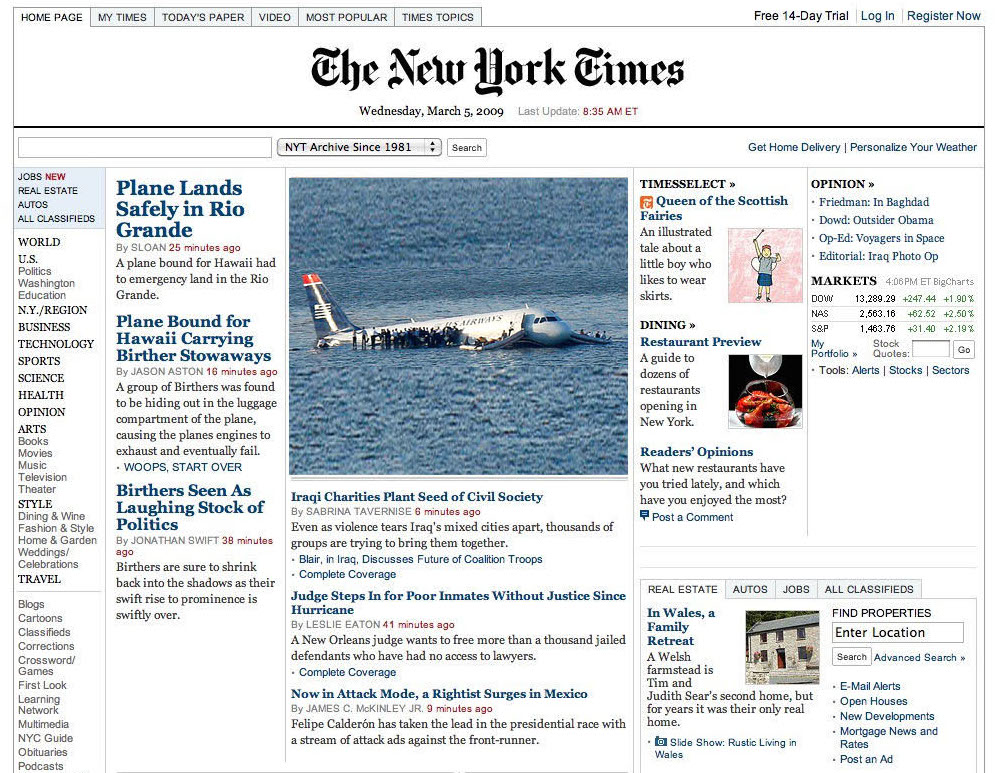 HOME PAGE
MY TIMES
TODAY'S PAPER
VIDEO
MOST POPULAR
TIMES TOPICS
Free 14-Day Trial
Log In
Register Now
The New York Times
Wednesday, March 5, 2009 Last Update: 8:35 AM ET
NYT Archive Since 1981
Search
Get Home Delivery | Personalize Your Weather
JOBS NEW
REAL ESTATE
AUTOS
ALL CLASSIFIEDS
WORLD
U.S.
Politics
Washington
Education
N.Y./REGION
BUSINESS
TECHNOLOGY
SPORTS
SCIENCE
HEALTH
OPINION
ARTS
Books
Movies
Music
Television
Theater
STYLE
Dining & Wine
Fashion & Style
Home & Garden
Weddings/
Celebrations
TRAVEL
Blogs
Cartoons
Classifieds
Corrections
Crossword/
Games
First Look
Learning
Network
Multimedia
NYC Guide
Obituaries
Podcasts
Plane Lands
Safely in Rio
Grande
By SLOAN 25 minutes ago
A plane bound for Hawaii had
to emergency land in the Rio
Grande.
Plane Bound for
Hawaii Carrying
Birther Stowaways
By JASON ASTON 16 minutes ago
A group of Birthers was found
to be hiding out in the luggage
compartment of the plane,
causing the planes engines to
exhaust and eventually fail.
· WOOPS, START OVER
Birthers Seen As
Laughing Stock of
Politics
By JONATHAN SWIFT 38 minutes
ago
Birthers are sure to shrink
back into the shadows as their
swift rise to prominence is
swiftly over.
US AIRWAYS
Iraqi Charities Plant Seed of Civil Society
By SABRINA TAVERNISE 6 minutes ago
Even as violence tears Iraq's mixed cities apart, thousands of
groups are trying to bring them together.
· Blair, in Iraq, Discusses Future of Coalition Troops
· Complete Coverage
Judge Steps In for Poor Inmates Without Justice Since
Hurricane
By LESLIE EATON 41 minutes ago
A New Orleans judge wants to free more than a thousand jailed
defendants who have had no access to lawyers.
· Complete Coverage
Now in Attack Mode, a Rightist Surges in Mexico
By JAMES C. McKINLEY JR. 9 minutes ago
Felipe Calderón has taken the lead in the presidential race with
a stream of attack ads against the front-runner.
TIMESSELECT »
Queen of the Scottish
Fairies
An illustrated
tale about a
little boy who
likes to wear
skirts.
DINING »
Restaurant Preview
A guide to
dozens of
restaurants
opening in
New York.
Readers' Opinions
What new restaurants have
you tried lately, and which
have you enjoyed the most?
Post a Comment
OPINION »
· Friedman: In Baghdad
· Dowd: Outsider Obama
· Op-Ed: Voyagers in Space
· Editorial: Iraq Photo Op
MARKETS 4:06PM ET BigCharts
DOW 13,289.29 +247.44 +1.90%
NAS 2,563.16 +62.52 +2.50%
S&P 1,463.76 +31.40 +2.19%
My
Portfolio »
Stock
Quotes:
Go
· Tools: Alerts | Stocks | Sectors
REAL ESTATE
AUTOS
JOBS
ALL CLASSIFIEDS
In Wales, a
Family
Retreat
A Welsh
farmstead is
Tim and
Judith Sear's second home, but
for years it was their only real
home.
· Slide Show: Rustic Living in
Wales
FIND PROPERTIES
Enter Location
Search
Advanced Search »
· E-Mail Alerts
· Open Houses
· New Developments
· Mortgage News and
Rates
· Post an Ad